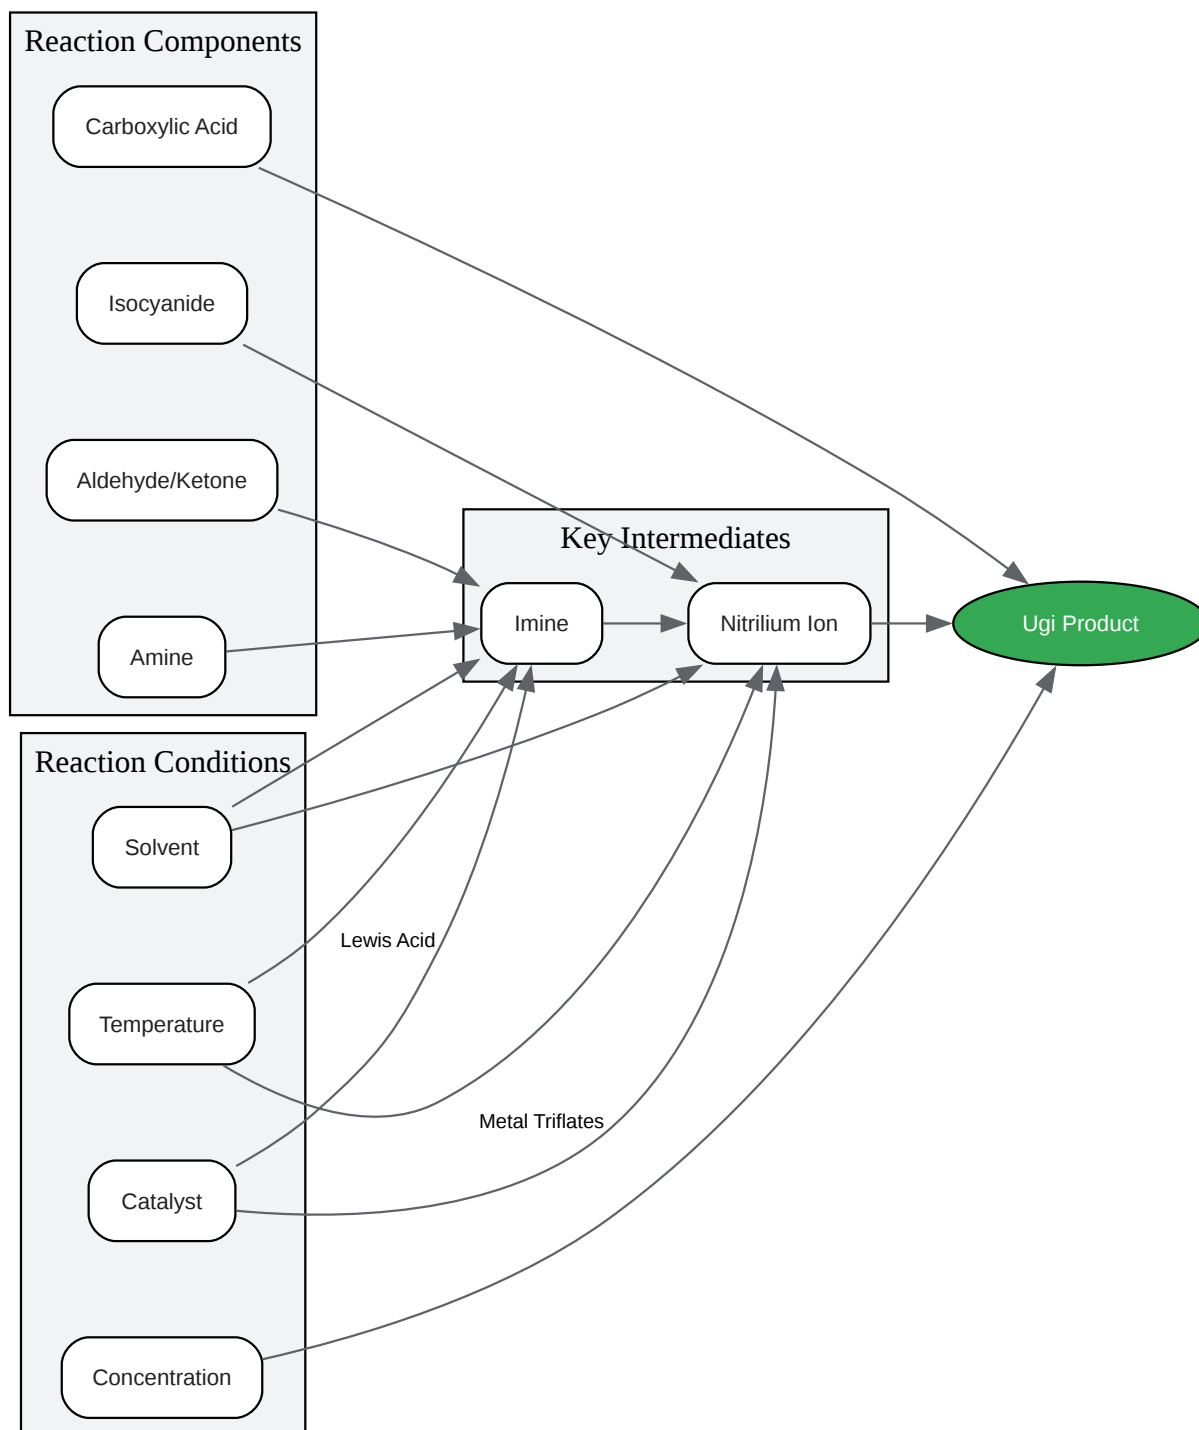 Reaction Components
Carboxylic Acid
Isocyanide
Aldehyde/Ketone
Amine
Key Intermediates
Imine
Nitrilium Ion
Ugi Product
Reaction Conditions
Solvent
Temperature
Catalyst
Concentration
Lewis Acid
Metal Triflates